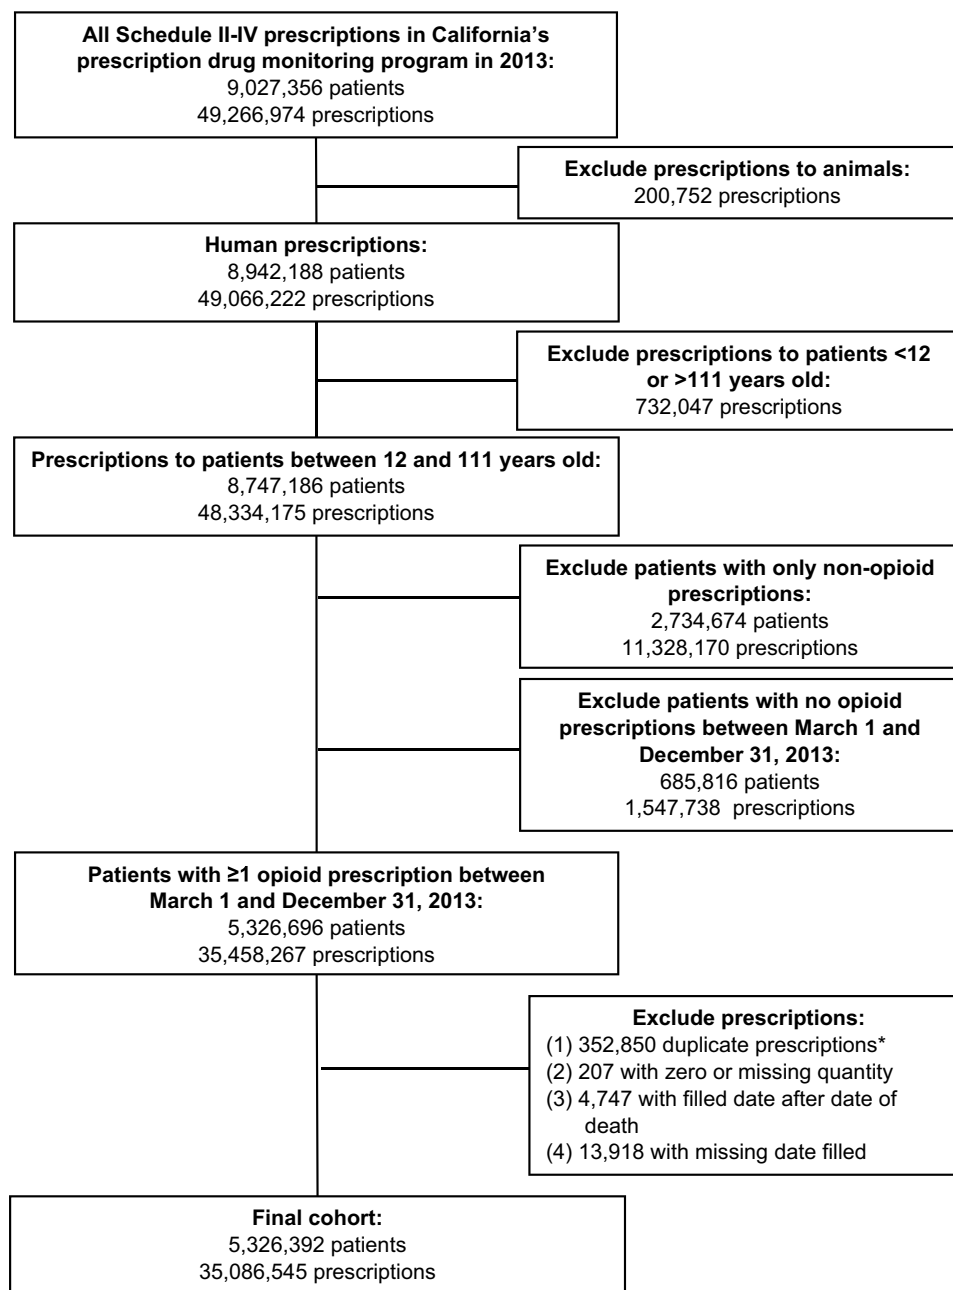 All Schedule II-IV prescriptions in California's
prescription drug monitoring program in 2013:
9,027,356 patients
49,266,974 prescriptions
Exclude prescriptions to animals:
200,752 prescriptions
Human prescriptions:
8,942,188 patients
49,066,222 prescriptions
Exclude prescriptions to patients <12
or >111 years old:
732,047 prescriptions
Prescriptions to patients between 12 and 111 years old:
8,747,186 patients
48,334,175 prescriptions
Exclude patients with only non-opioid
prescriptions:
2,734,674 patients
11,328,170 prescriptions
Exclude patients with no opioid
prescriptions between March 1 and
December 31, 2013:
685,816 patients
1,547,738 prescriptions
Patients with ≥1 opioid prescription between
March 1 and December 31, 2013:
5,326,696 patients
35,458,267 prescriptions
Exclude prescriptions:
(1) 352,850 duplicate prescriptions*
(2) 207 with zero or missing quantity
(3) 4,747 with filled date after date of
death
(4) 13,918 with missing date filled
Final cohort:
5,326,392 patients
35,086,545 prescriptions